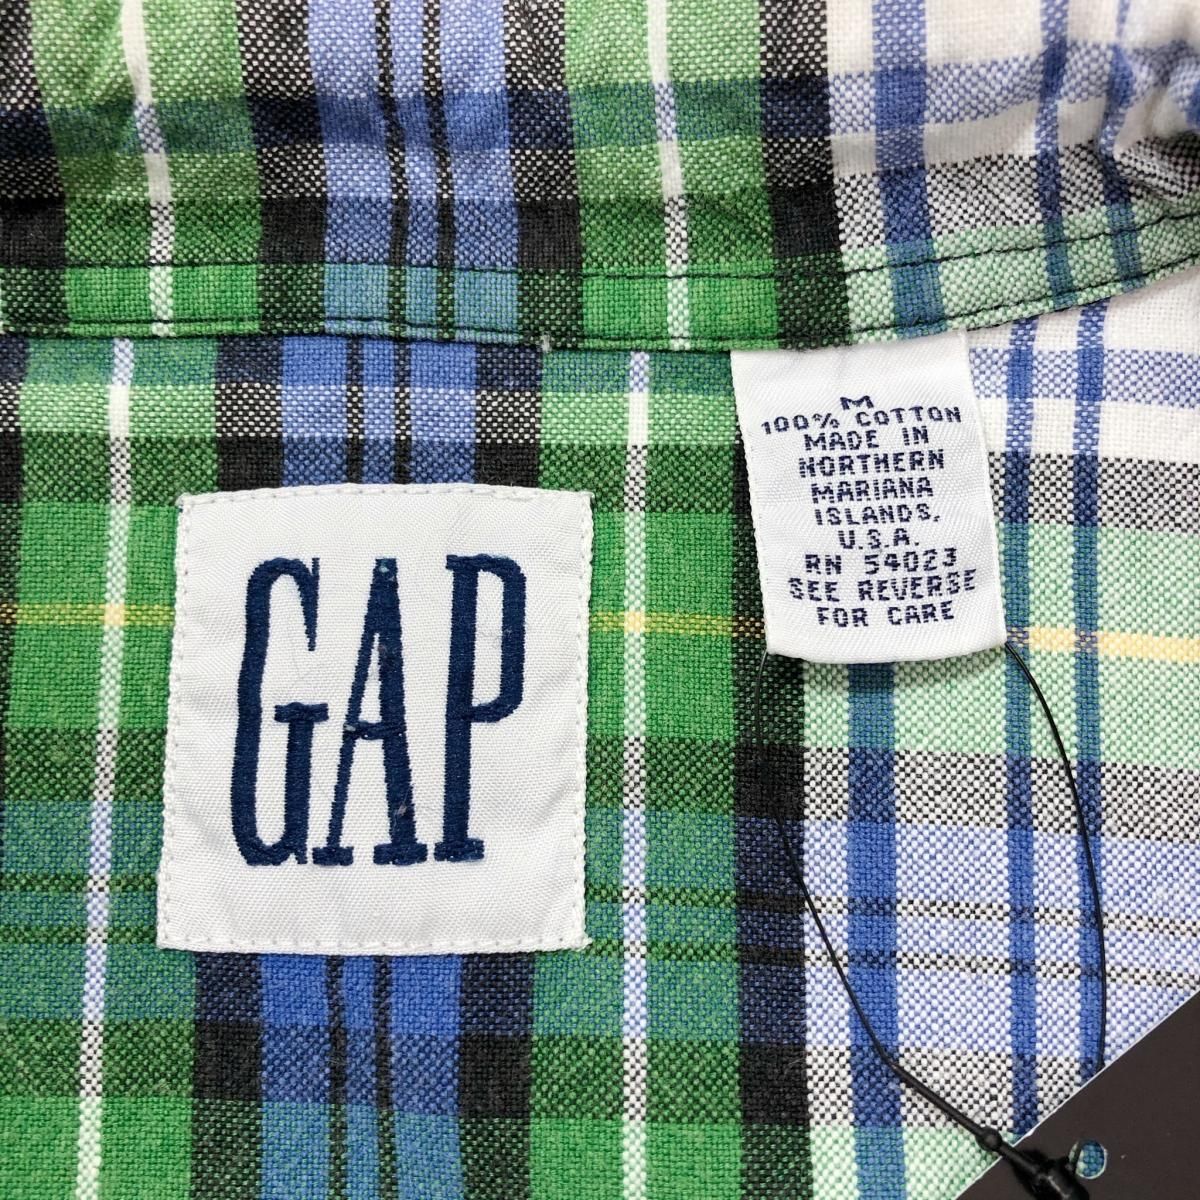 GAP
M
100% COTTON
MADE IN
NORTHERN
MARIANA
ISLANDS,
U.S.A.
RN 54023
SEE REVERSE
FOR CARE